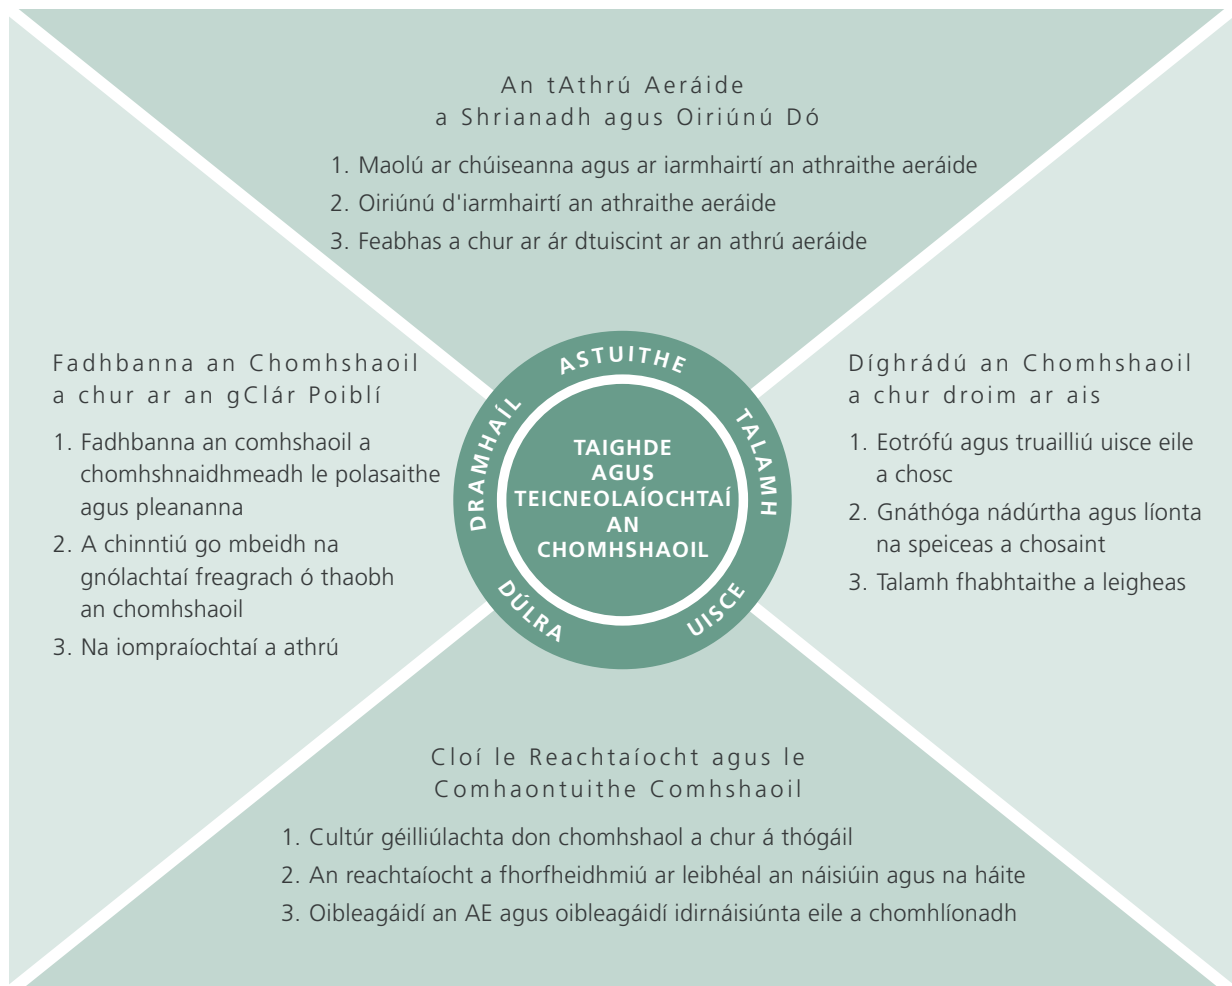 An tAthrú Aeráide
a Shrianadh agus Oiriúnú Dó
1. Maolú ar chúiseanna agus ar iarmhairtí an athraithe aeráide
2. Oiriúnú d'iarmhairtí an athraithe aeráide
3. Feabhas a chur ar ár dtuiscint ar an athrú aeráide
Fadhbanna an Chomhshaoil
a chur ar an gClár Poiblí
1. Fadhbanna an comhshaoil a
chomhshnaidhmeadh le polasaithe
agus pleananna
2. A chinntiú go mbeidh na
gnólachtaí freagrach ó thaobh
an chomhshaoil
3. Na iompraíochtaí a athrú
ASTUITHE
TALAMH
UISCE
DÚLRA
DRAMHAÍL
TAIGHDE
AGUS
TEICNEOLAÍOCHTAÍ
AN
CHOMHSHAOIL
Díghrádú an Chomhshaoil
a chur droim ar ais
1. Eotrófú agus truailliú uisce eile
a chosc
2. Gnáthóga nádúrtha agus líonta
na speiceas a chosaint
3. Talamh fhabhtaithe a leigheas
Cloí le Reachtaíocht agus le
Comhaontuithe Comhshaoil
1. Cultúr géilliúlachta don chomhshaol a chur á thógáil
2. An reachtaíocht a fhorfheidhmiú ar leibhéal an náisiúin agus na háite
3. Oibleagáidí an AE agus oibleagáidí idirnáisiúnta eile a chomhlíonadh